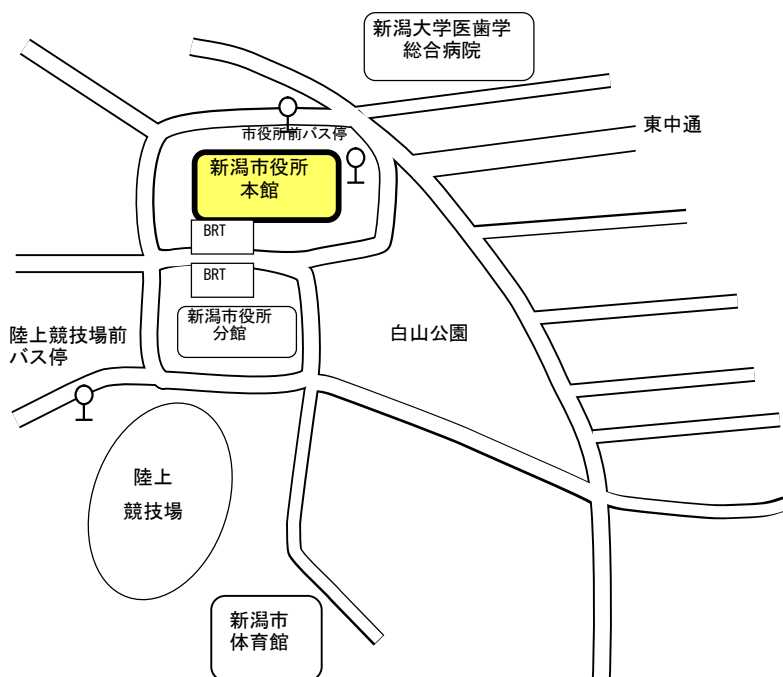 新潟大学医歯学
総合病院
東中通
市役所前バス停
新潟市役所
本館
BRT
BRT
新潟市役所
分館
陸上競技場前
バス停
白山公園
陸上
競技場
新潟市
体育館